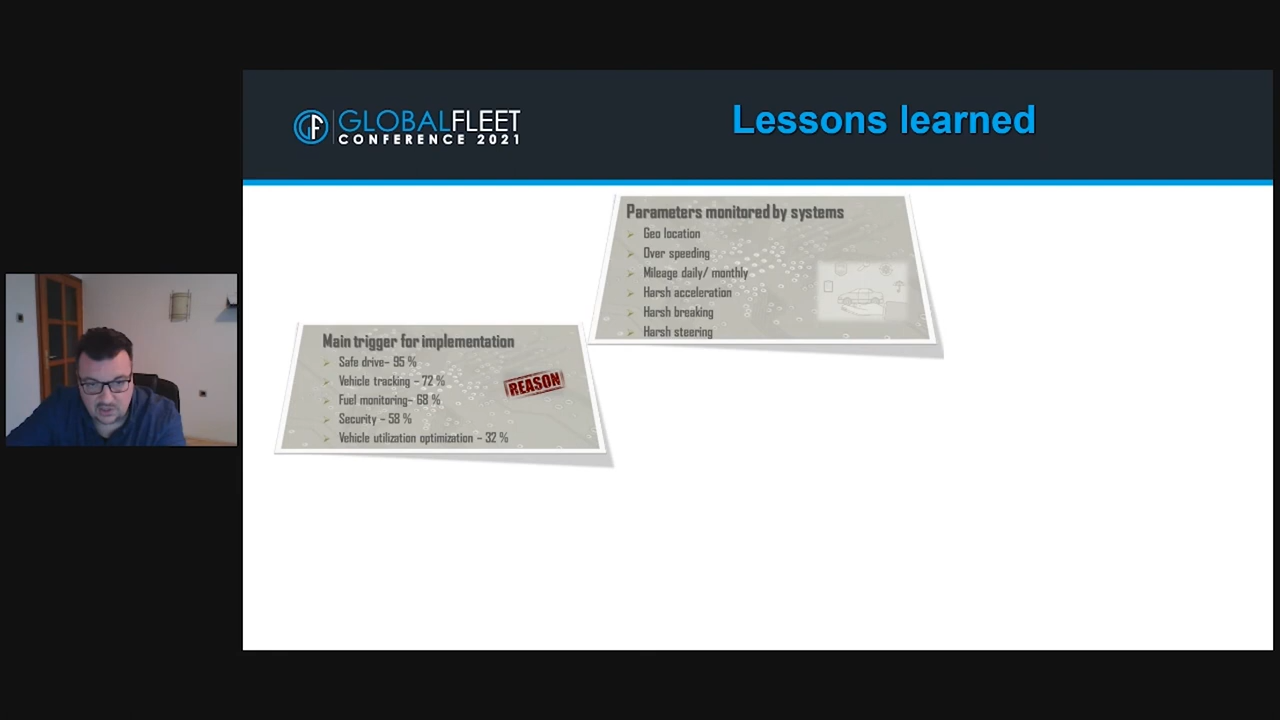 GLOBALFLEET
CONFERENCE 2021
Lessons learned
Parameters monitored by systems
Geo location
Over speeding
Mileage daily/ monthly
Harsh acceleration
Harsh breaking
Harsh steering
Main trigger for implementation
Safe drive– 95 %
Vehicle tracking – 72 %
Fuel monitoring– 68 %
Security – 58 %
Vehicle utilization optimization – 32 %
REASON